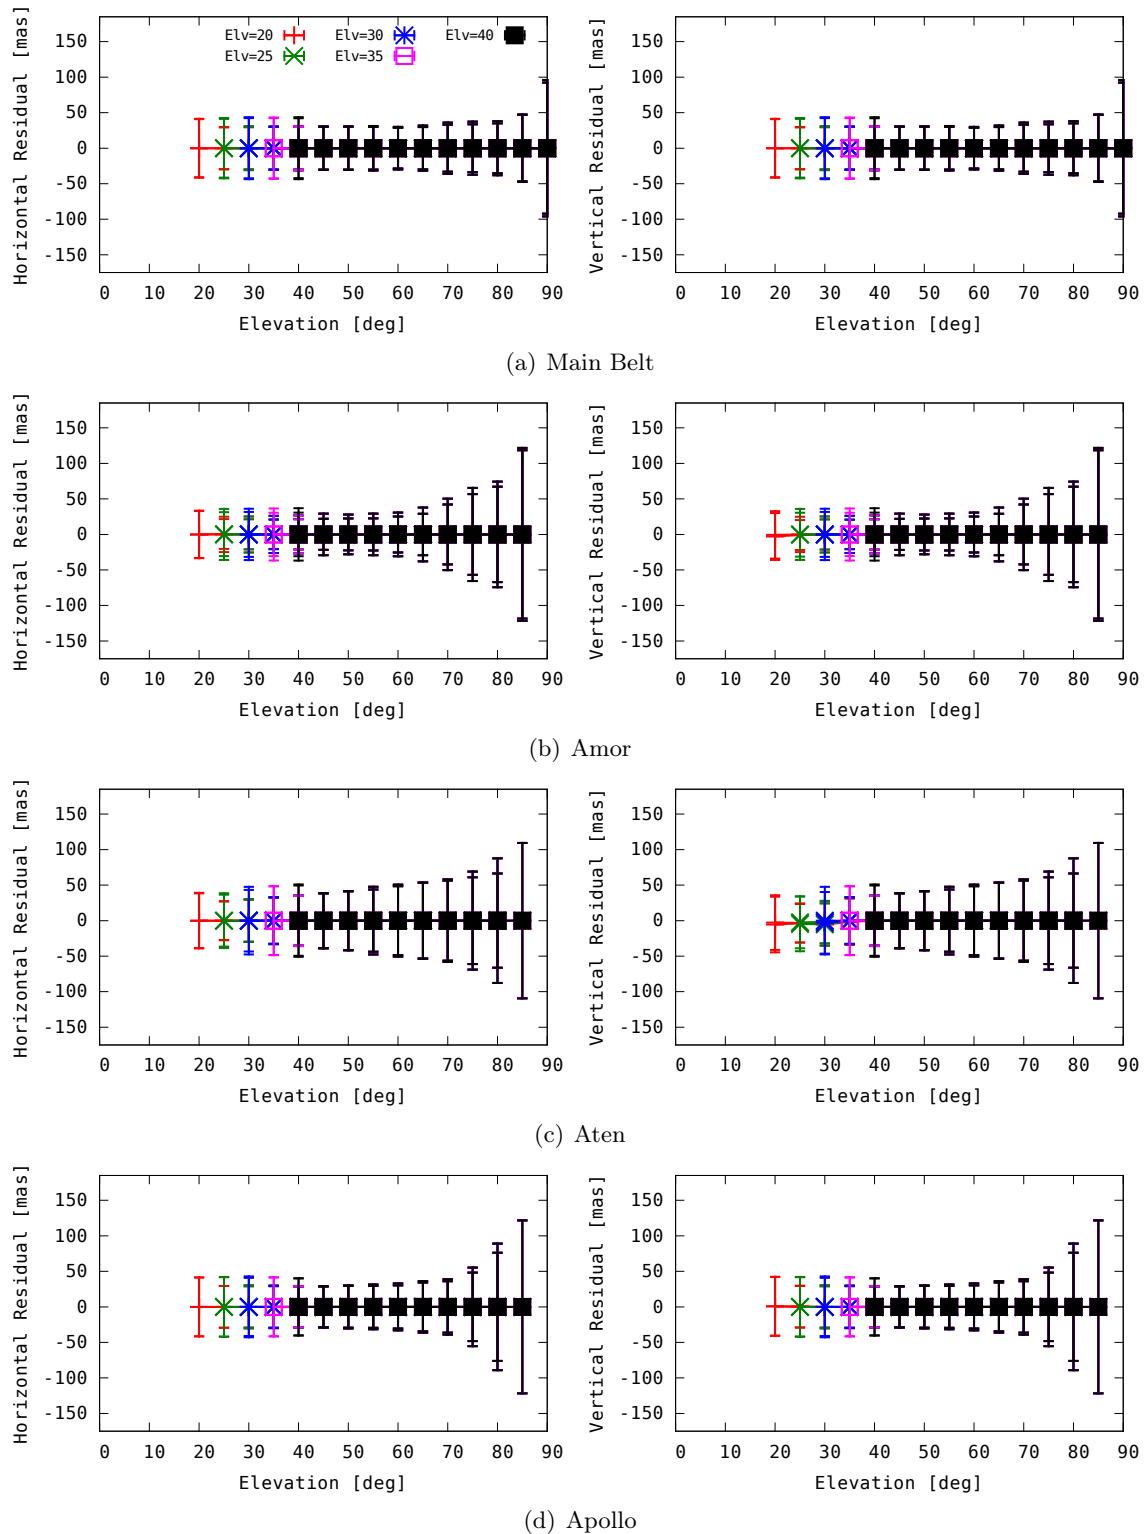 Horizontal Residual [mas]
150
100
50
0
-50
-100
-150
Elv=20 Elv=30 Elv=40
Elv=25 Elv=35
0 10 20 30 40 50 60 70 80 90
Elevation [deg]
Vertical Residual [mas]
150
100
50
0
-50
-100
-150
0 10 20 30 40 50 60 70 80 90
Elevation [deg]
(a) Main Belt
Horizontal Residual [mas]
150
100
50
0
-50
-100
-150
0 10 20 30 40 50 60 70 80 90
Elevation [deg]
Vertical Residual [mas]
150
100
50
0
-50
-100
-150
0 10 20 30 40 50 60 70 80 90
Elevation [deg]
(b) Amor
Horizontal Residual [mas]
150
100
50
0
-50
-100
-150
0 10 20 30 40 50 60 70 80 90
Elevation [deg]
Vertical Residual [mas]
150
100
50
0
-50
-100
-150
0 10 20 30 40 50 60 70 80 90
Elevation [deg]
(c) Aten
Horizontal Residual [mas]
150
100
50
0
-50
-100
-150
0 10 20 30 40 50 60 70 80 90
Elevation [deg]
Vertical Residual [mas]
150
100
50
0
-50
-100
-150
0 10 20 30 40 50 60 70 80 90
Elevation [deg]
(d) Apollo